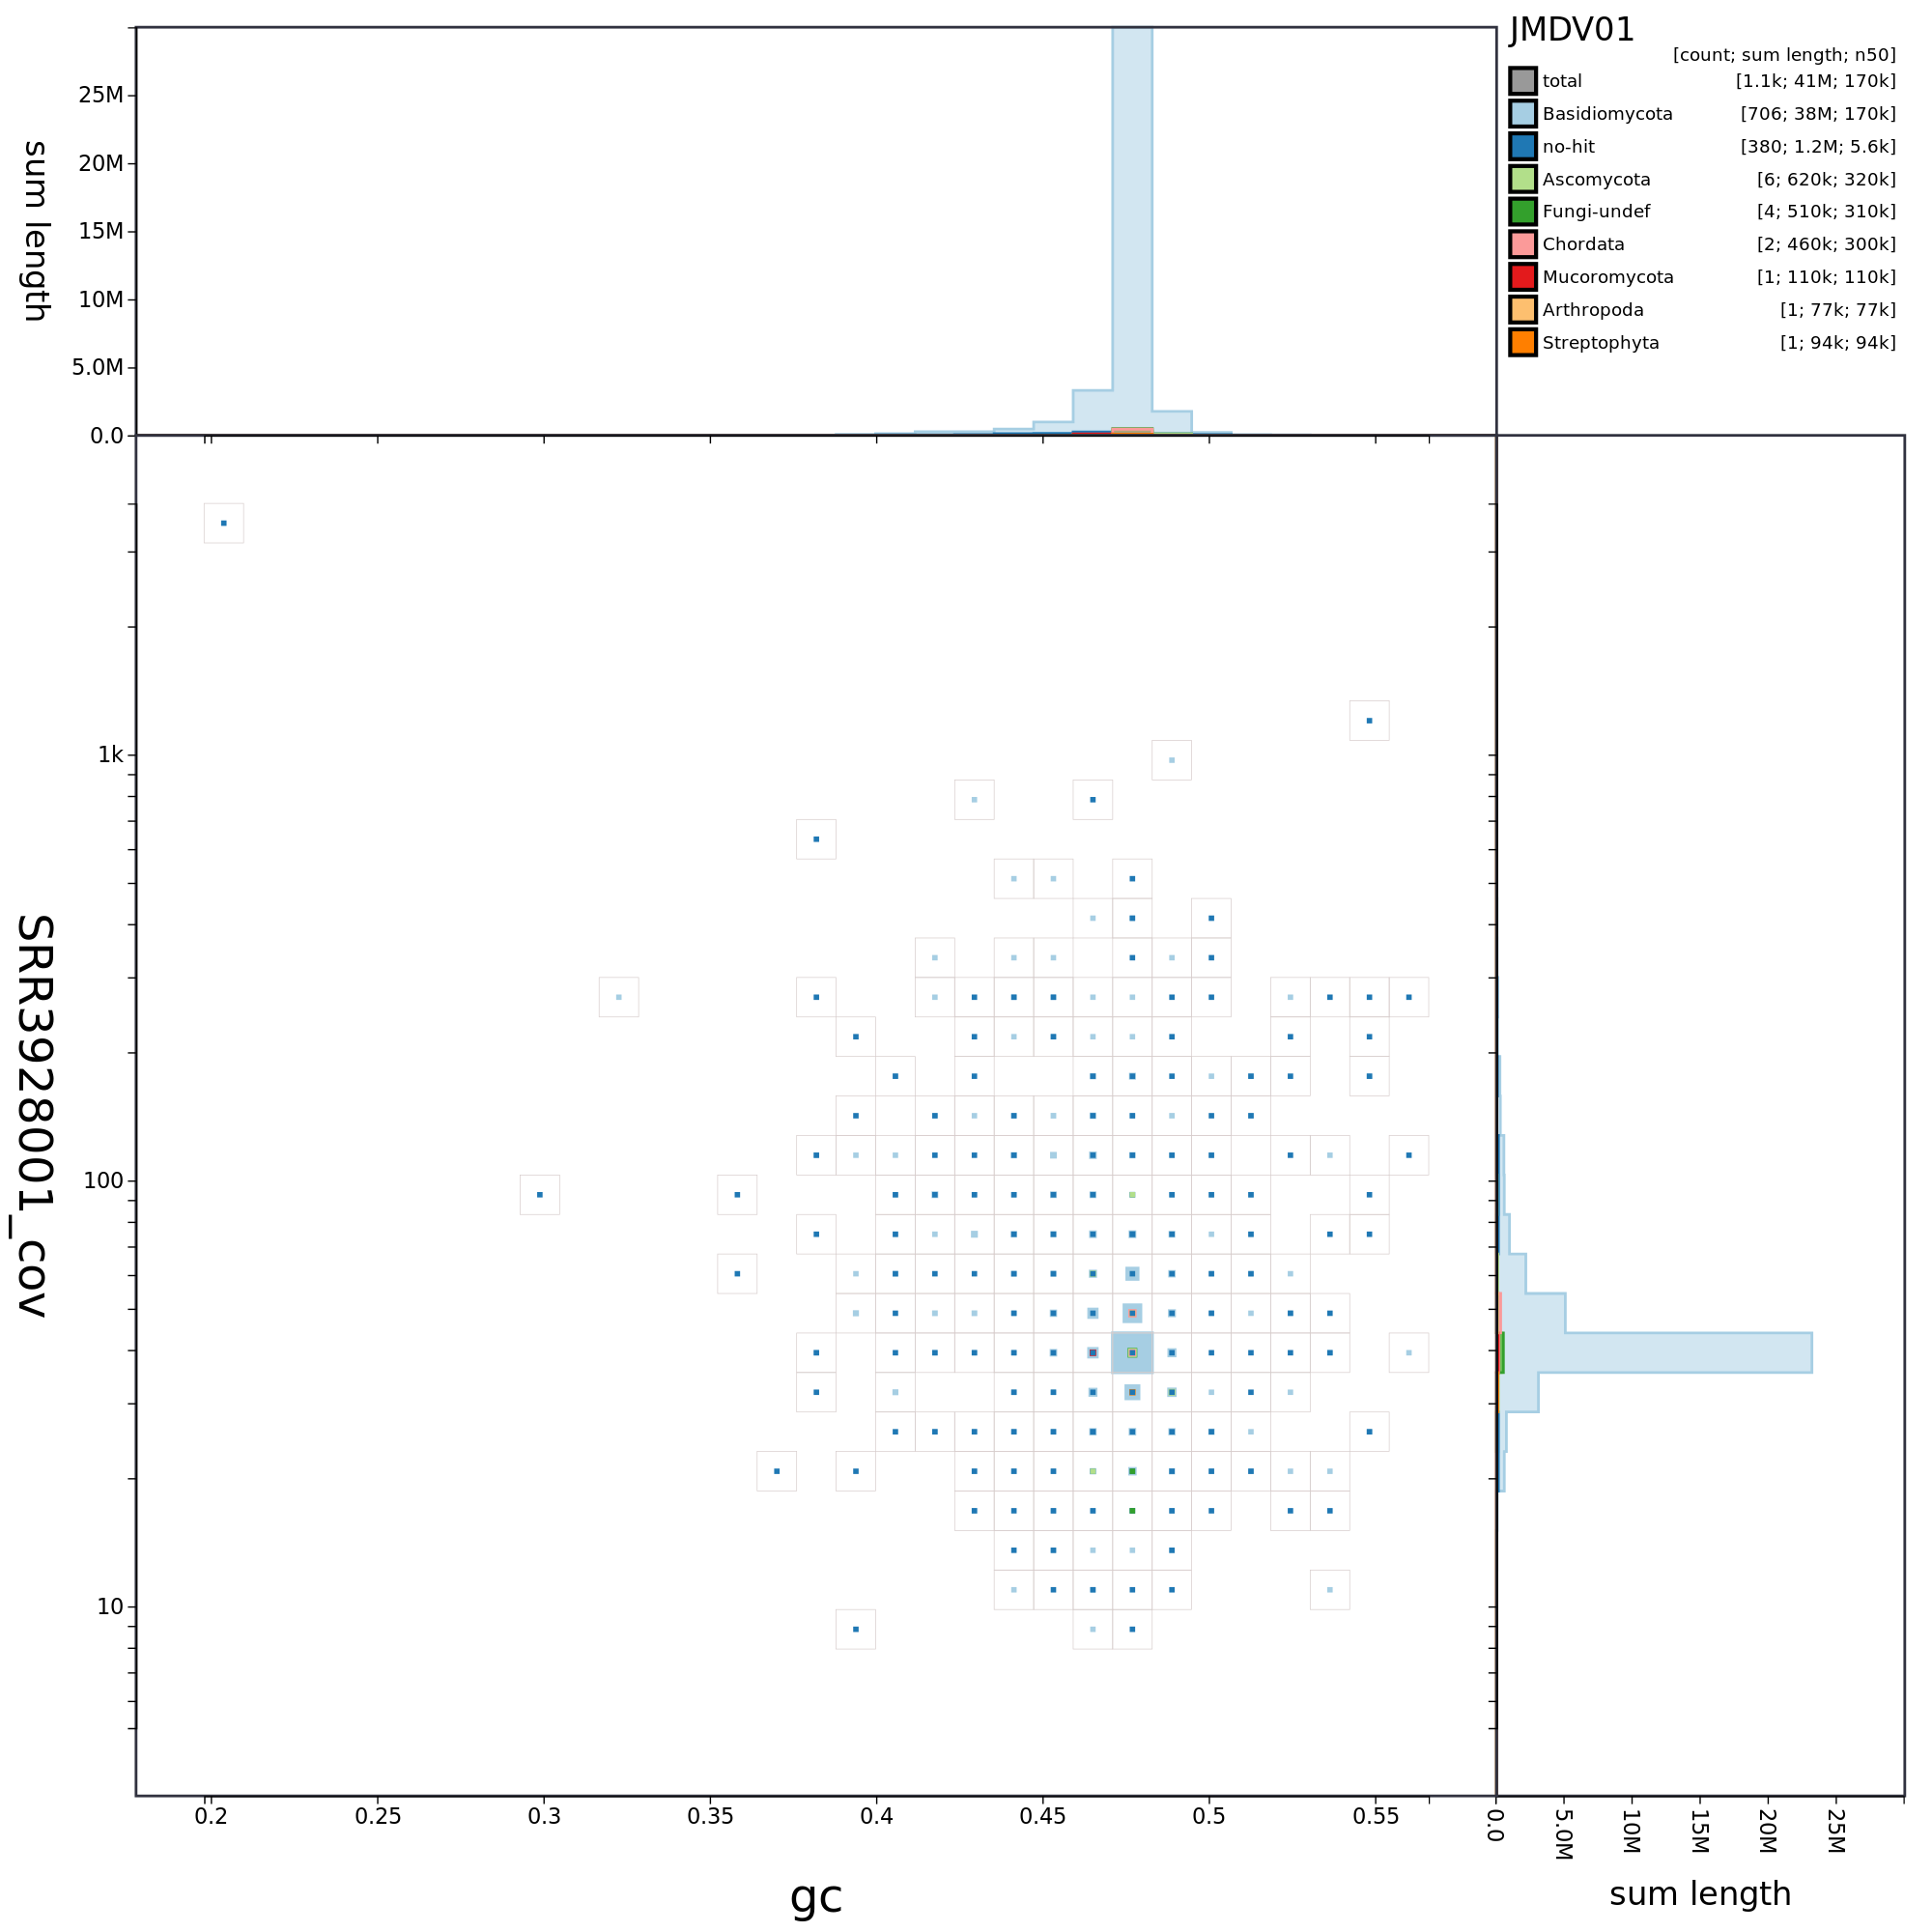 JMDV01
[count; sum length; n50]
total [1.1k; 41M; 170k]
Basidiomycota [706; 38M; 170k]
no-hit [380; 1.2M; 5.6k]
Ascomycota [6; 620k; 320k]
Fungi-undef [4; 510k; 310k]
Chordata [2; 460k; 300k]
Mucoromycota [1; 110k; 110k]
Arthropoda [1; 77k; 77k]
Streptophyta [1; 94k; 94k]
sum length
25M
20M
15M
10M
5.0M
0.0
SRR3928001_cov
1k
100
10
0.2 0.25 0.3 0.35 0.4 0.45 0.5 0.55
gc
0.0 5.0M 10M 15M 20M 25M
sum length